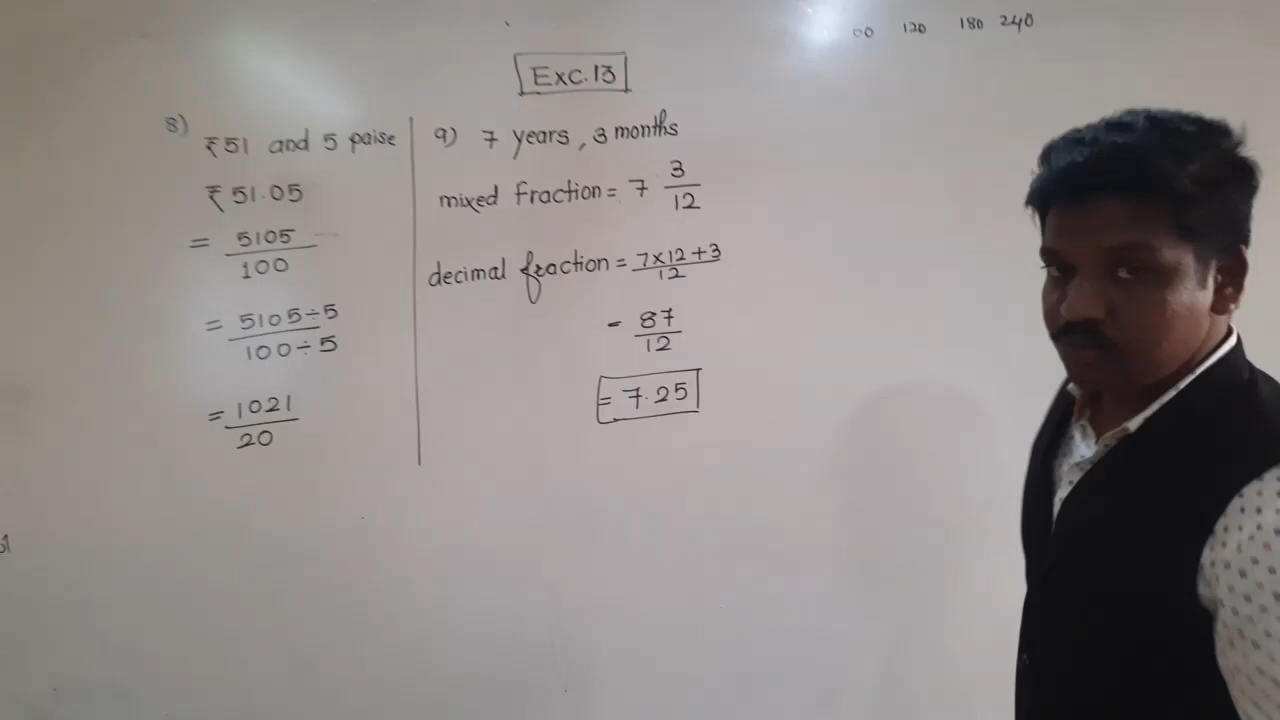 00 120 180 240
Exc.13
8)
₹51 and 5 paise
₹51.05
= 5105/100
= 5105÷5/100÷5
= 1021/20
9) 7 years, 3 months
mixed fraction = 7 3/12
decimal fraction = 7×12+3/12
= 87/12
= 7.25